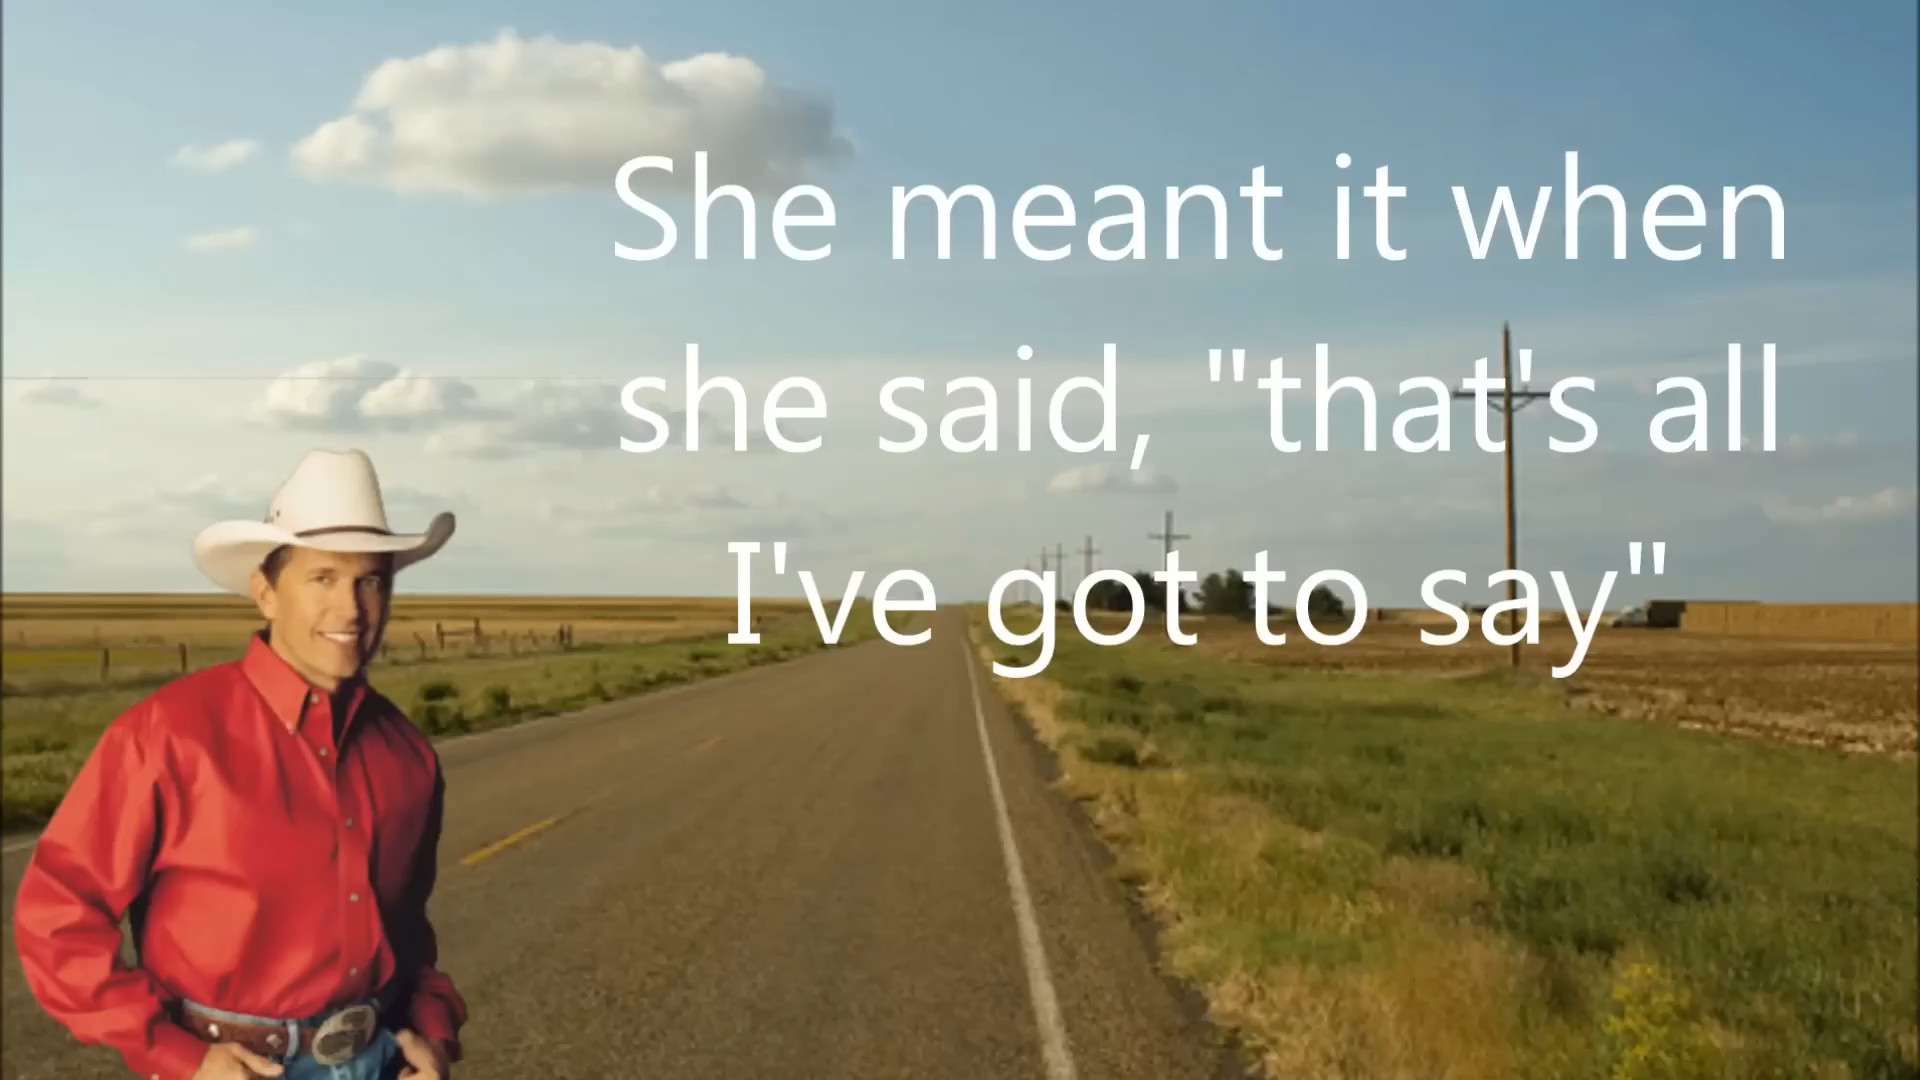 She meant it when
she said, "that's all
I've got to say"